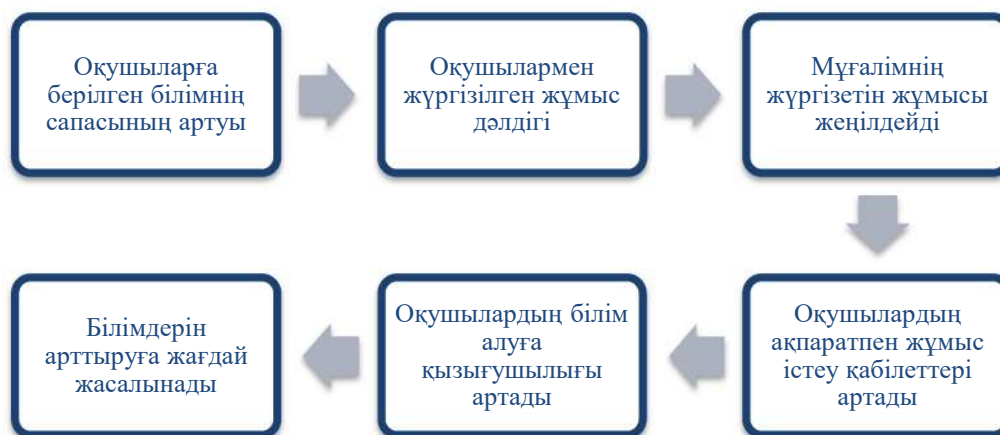 Оқушыларға
берілген білімнің
сапасының артуы
Оқушылармен
жүргізілген жұмыс
дәлдігі
Мұғалімнің
жүргізетін жұмысы
жеңілдейді
Оқушылардың
ақпаратпен жұмыс
істеу қабілеттері
артады
Оқушылардың білім
алуға
қызығушылығы
артады
Білімдерін
арттыруға жағдай
жасалынады